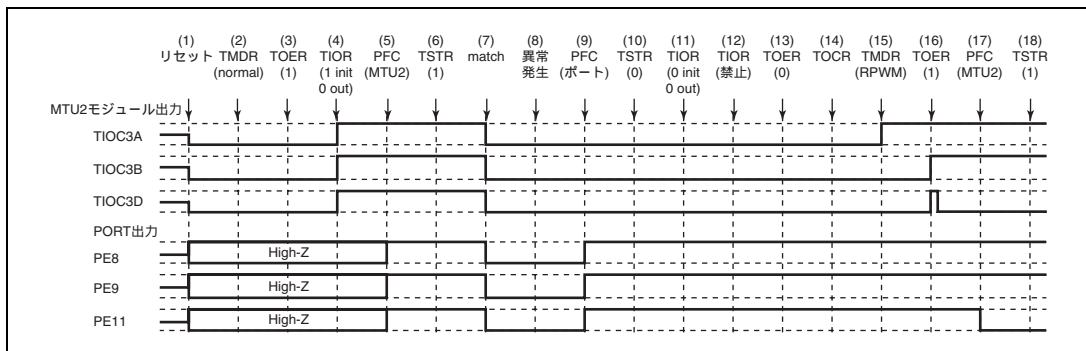 (1) (2) (3) (4) (5) (6) (7) (8) (9) (10) (11) (12) (13) (14) (15) (16) (17) (18)
リセット TMDR TOER TIOR PFC TSTR match 異常 PFC TSTR TIOR TIOR TOER TOCR TMDR TOER PFC TSTR
(normal) (1) (1 init (MTU2) (1) 発生 (ポート) (0) (0 init (禁止) (0) (RPWM) (1) (MTU2) (1)
0 out) 0 out)
MTU2モジュール出力
TIOC3A
TIOC3B
TIOC3D
PORT出力
PE8 High-Z
PE9 High-Z
PE11 High-Z